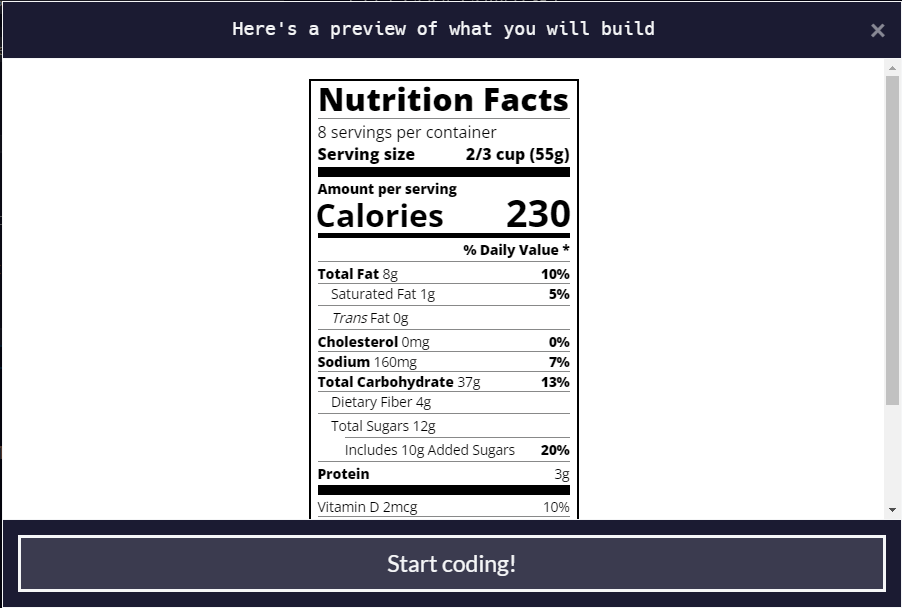 Here's a preview of what you will build
×
Nutrition Facts
8 servings per container
Serving size 2/3 cup (55g)
Amount per serving
Calories 230
% Daily Value *
Total Fat 8g 10%
Saturated Fat 1g 5%
Trans Fat 0g
Cholesterol 0mg 0%
Sodium 160mg 7%
Total Carbohydrate 37g 13%
Dietary Fiber 4g
Total Sugars 12g
Includes 10g Added Sugars 20%
Protein 3g
Vitamin D 2mcg 10%
Start coding!